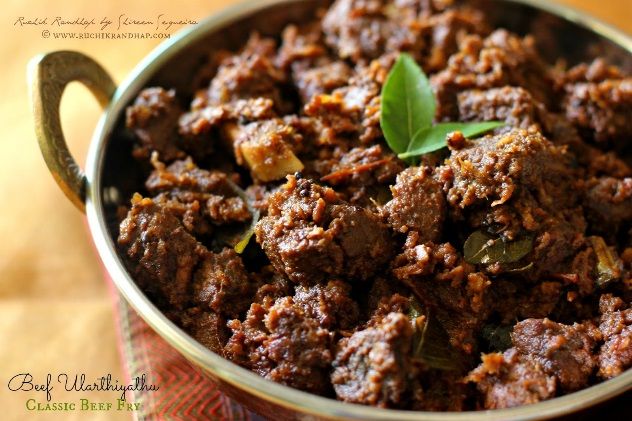 Ruchik Randhap by Shireen Sequeira
© www.ruchikrandhap.com
Beef Ularthiyathu
Classic Beef Fry